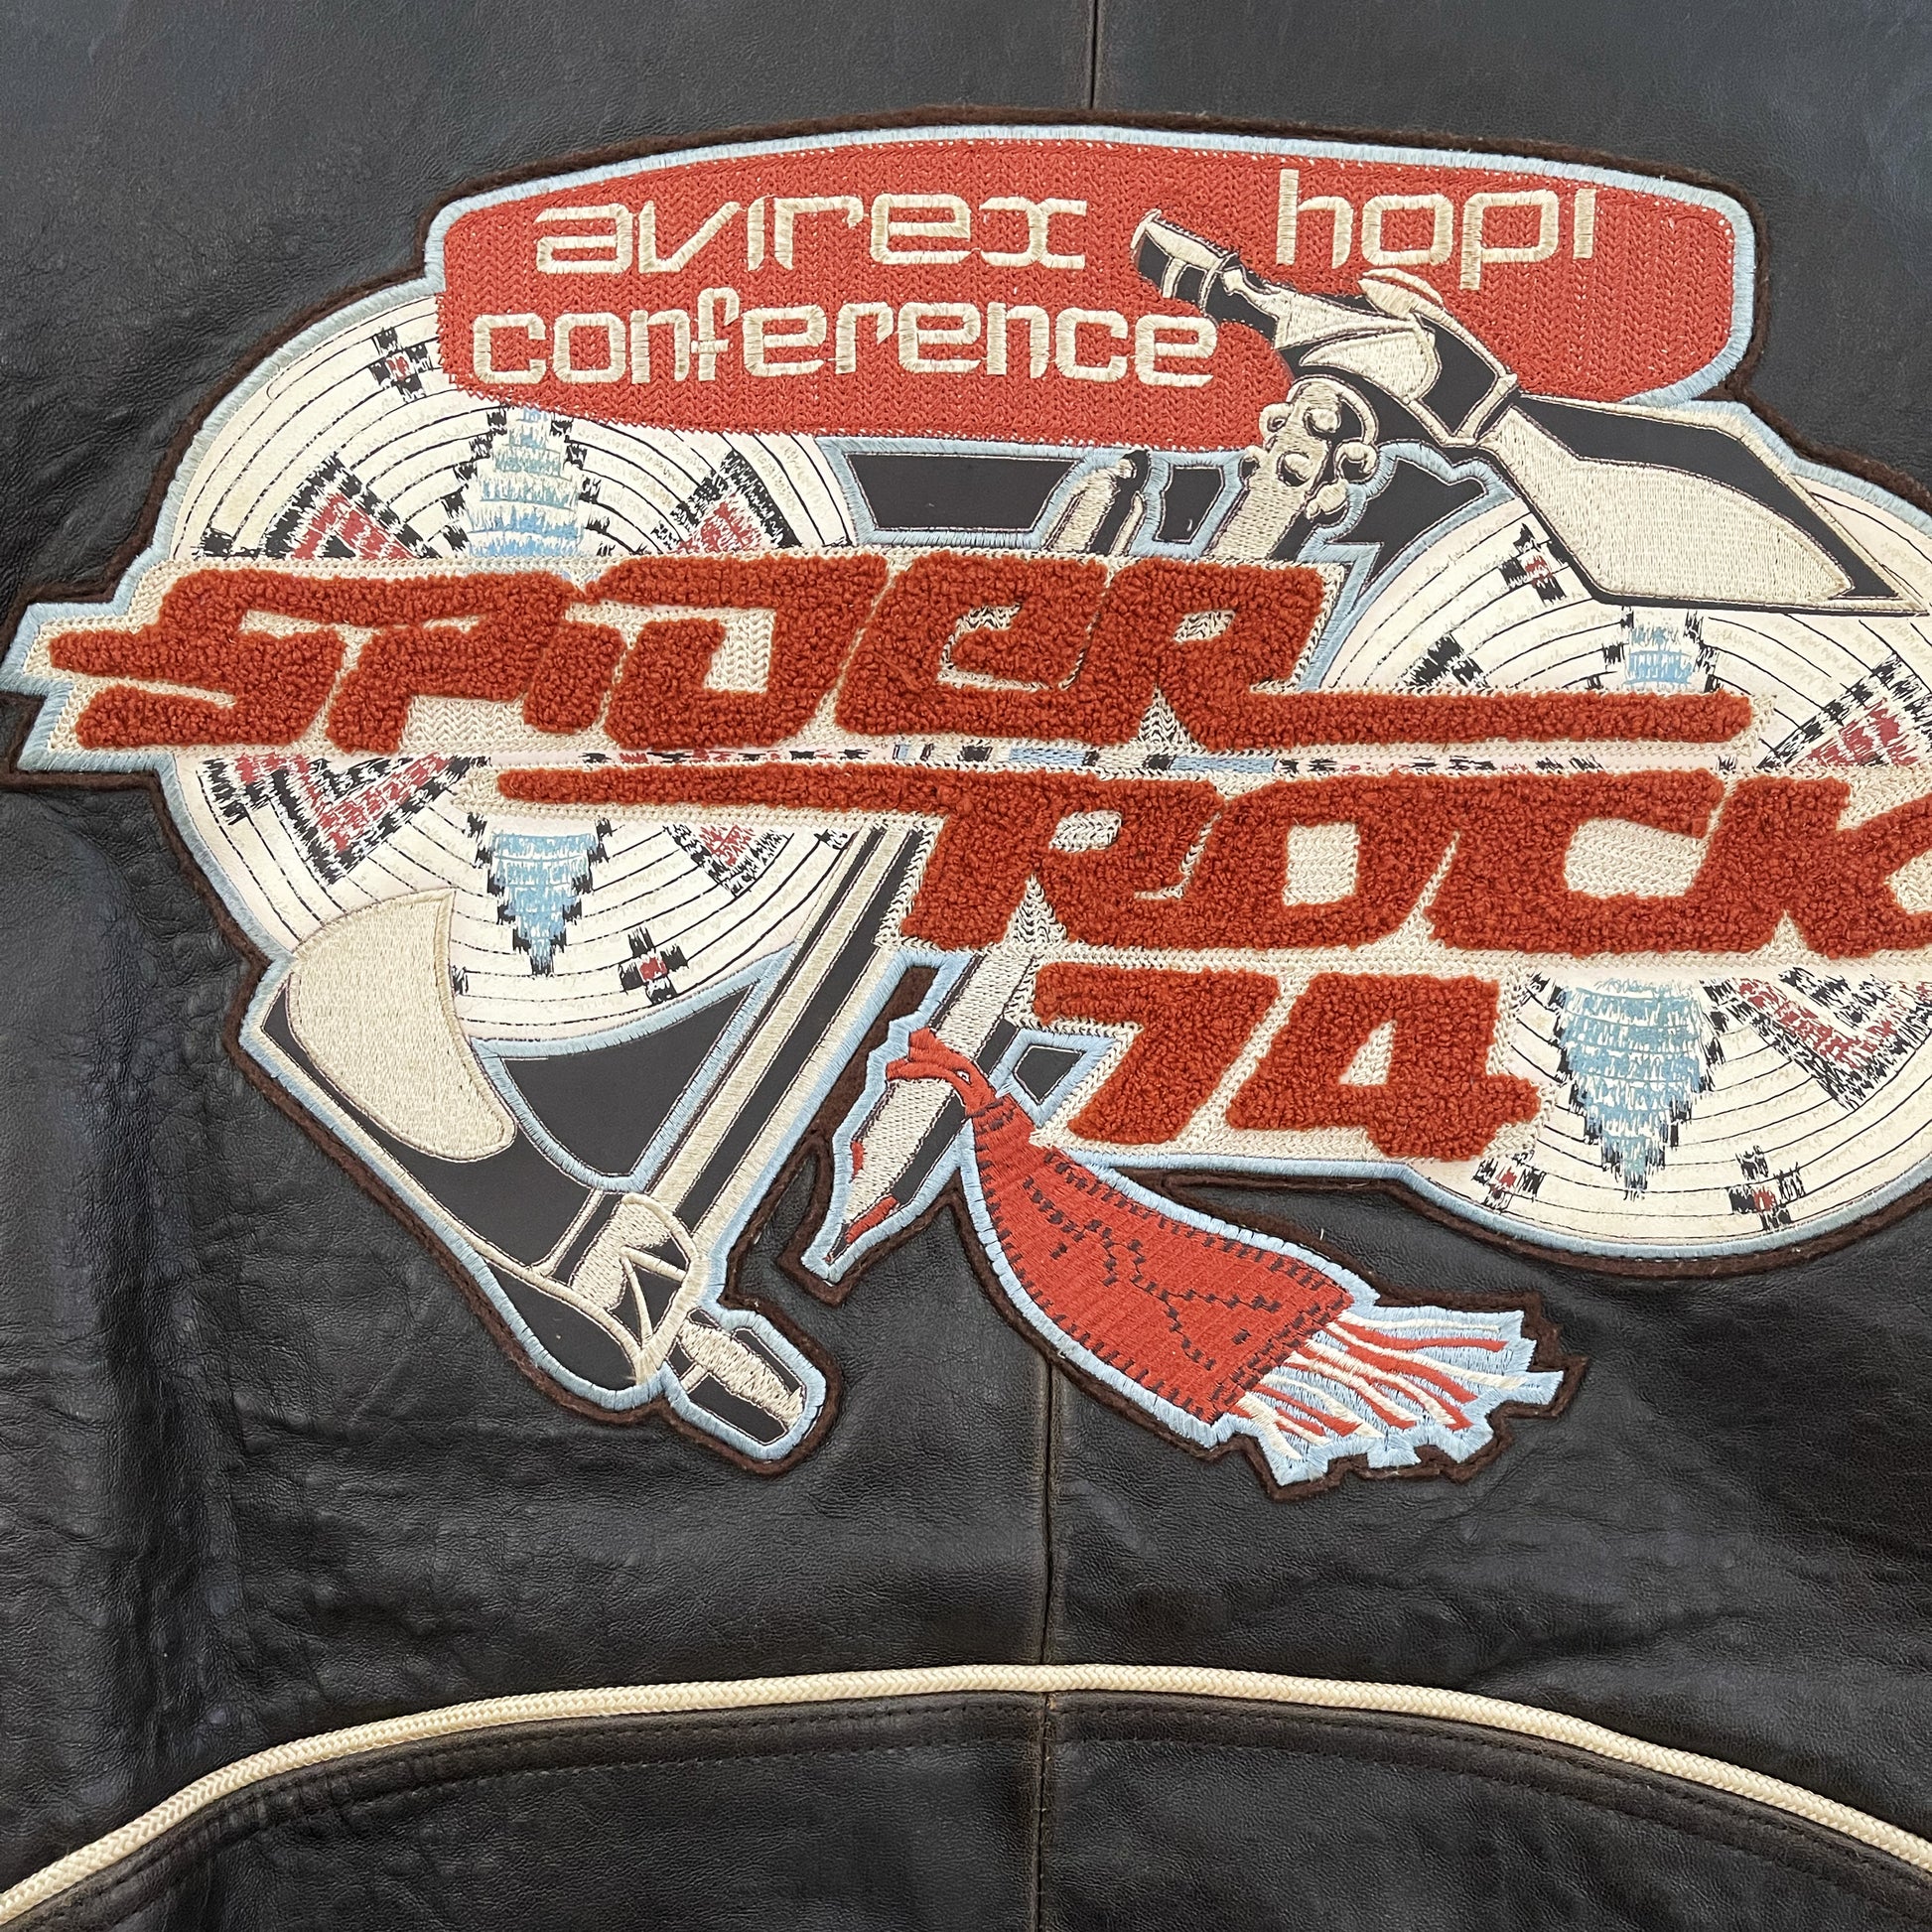 avirex hopi
conference
SPIDER
ROCK
74